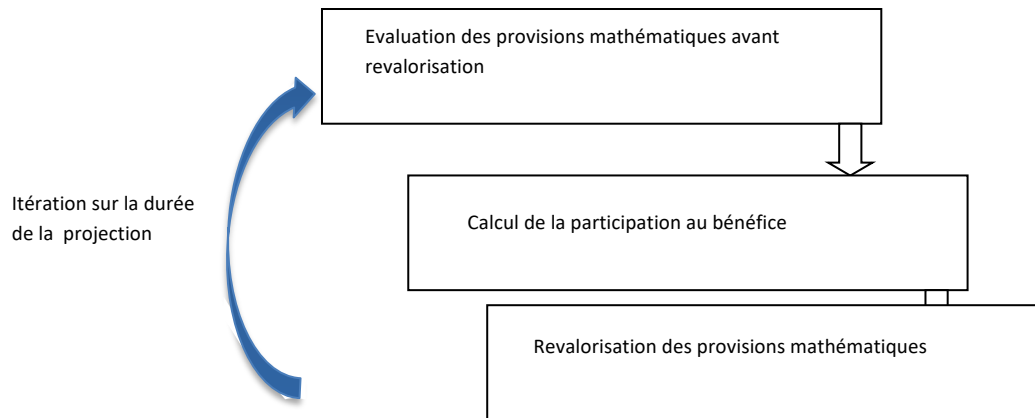 Evaluation des provisions mathématiques avant
revalorisation
Calcul de la participation au bénéfice
Itération sur la durée
de la projection
Revalorisation des provisions mathématiques